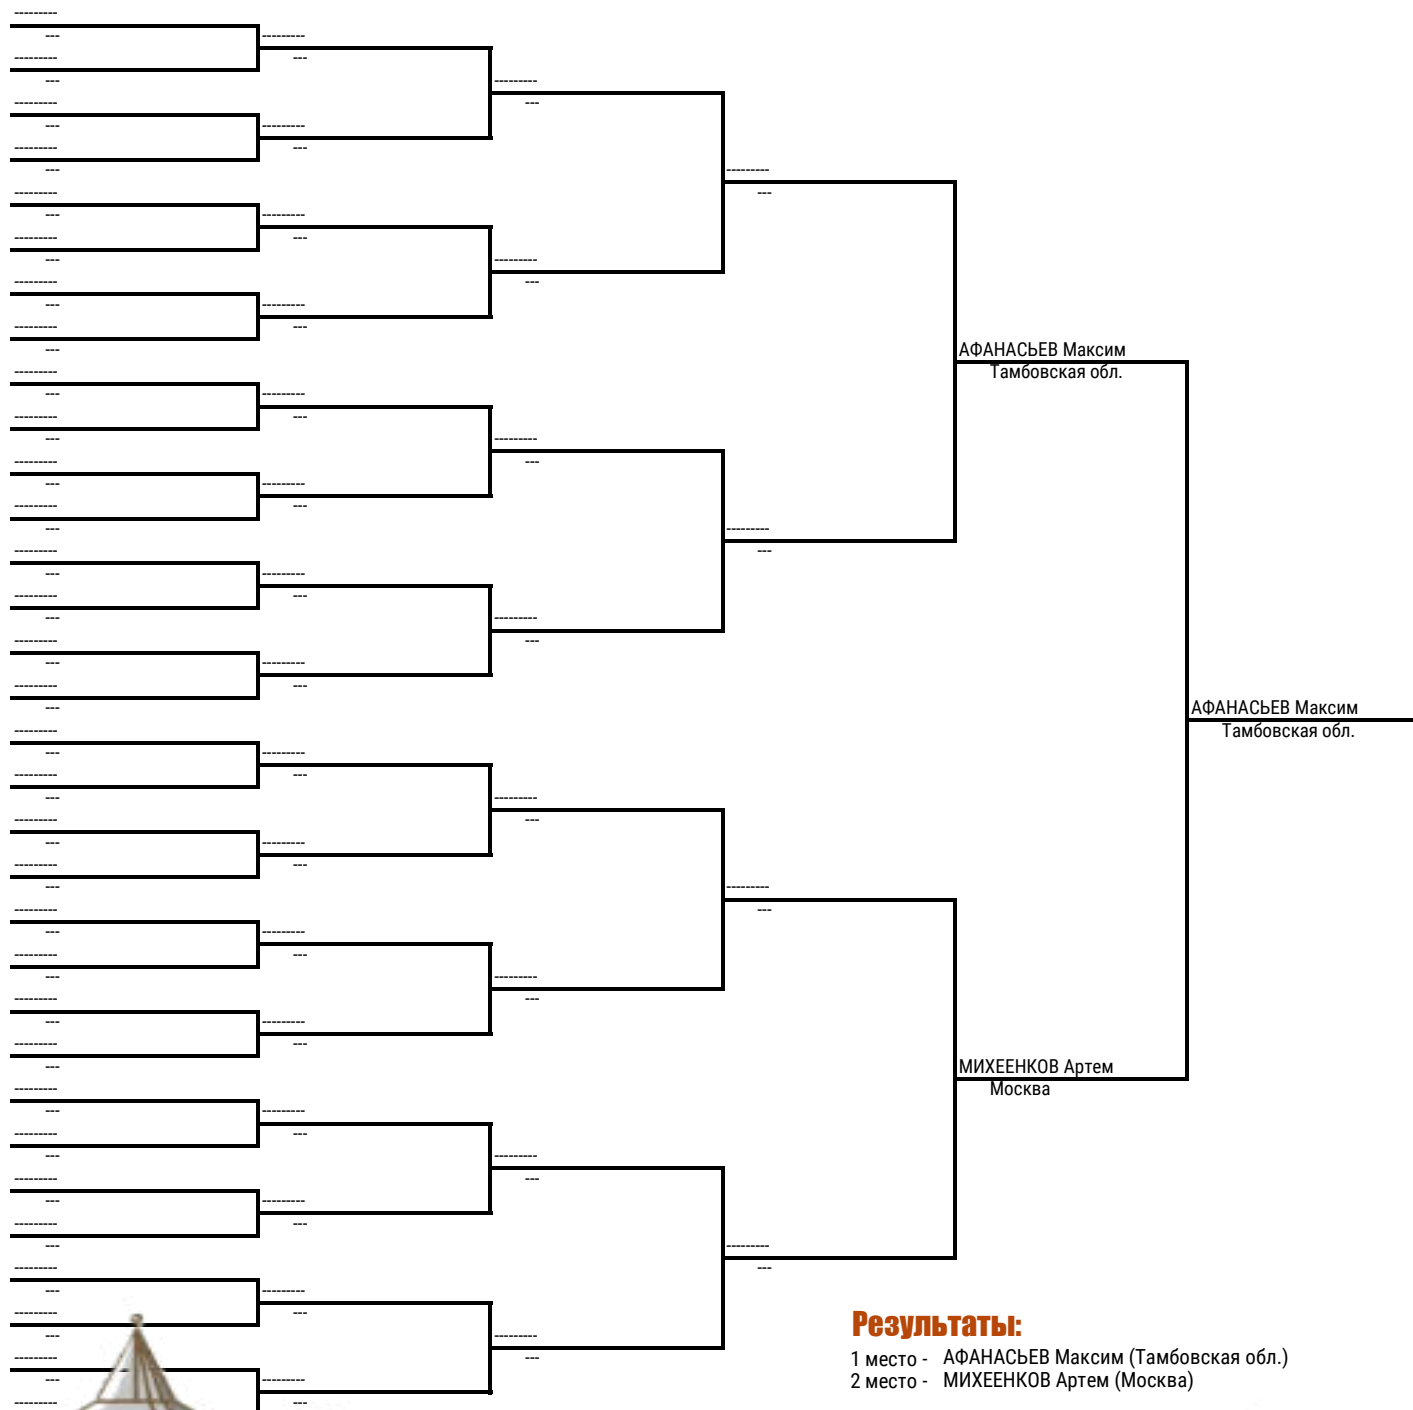 АФАНАСЬЕВ Максим
Тамбовская обл.
АФАНАСЬЕВ Максим
Тамбовская обл.
МИХЕЕНКОВ Артем
Москва
Результаты:
1 место - АФАНАСЬЕВ Максим (Тамбовская обл.)
2 место - МИХЕЕНКОВ Артем (Москва)